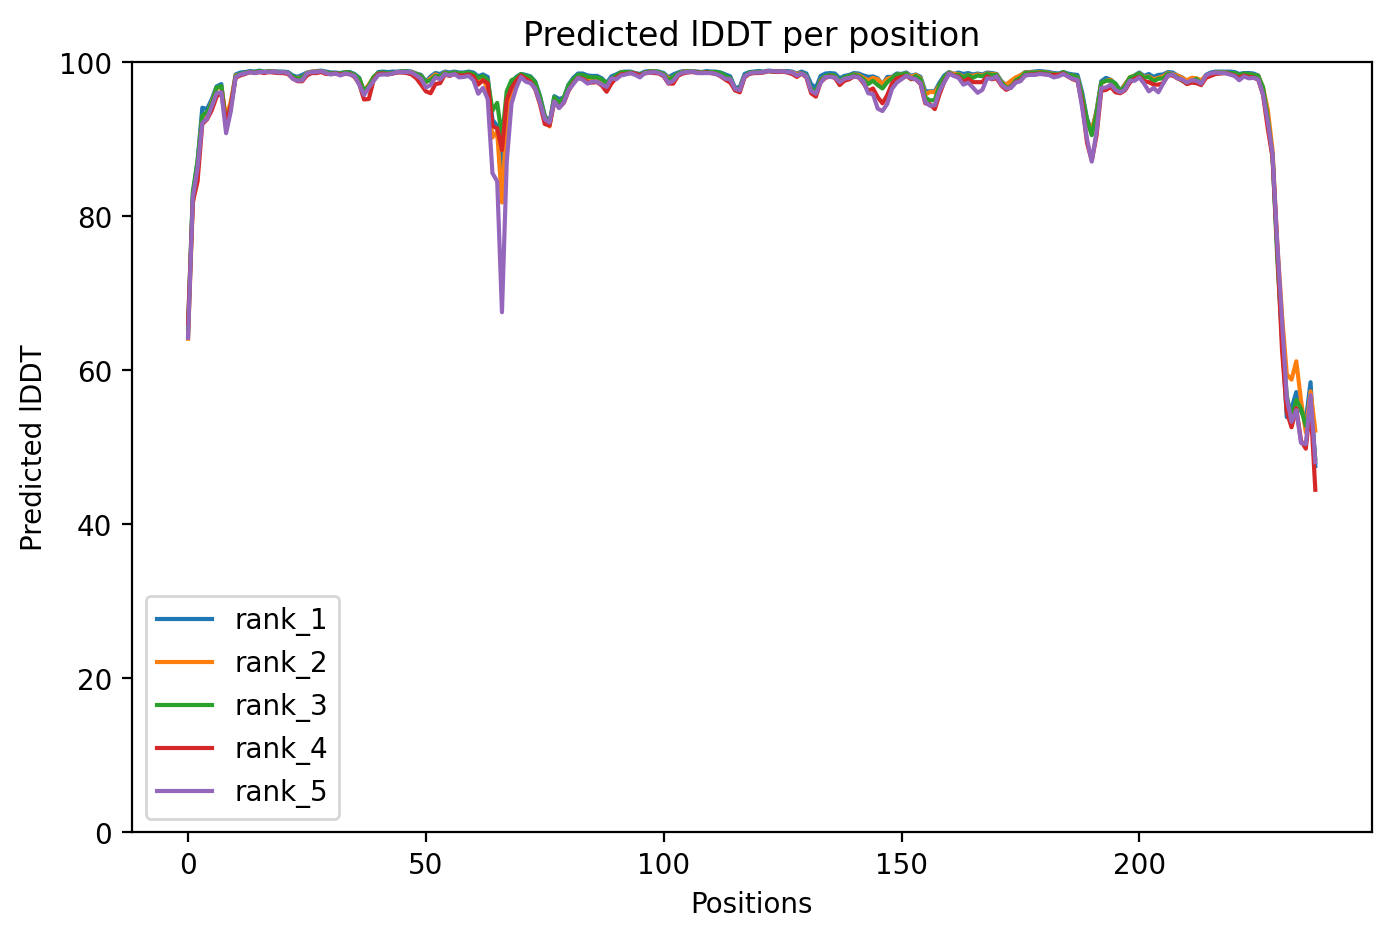 Predicted lDDT per position
Predicted lDDT
100
80
60
40
20
0
rank_1
rank_2
rank_3
rank_4
rank_5
0 50 100 150 200
Positions